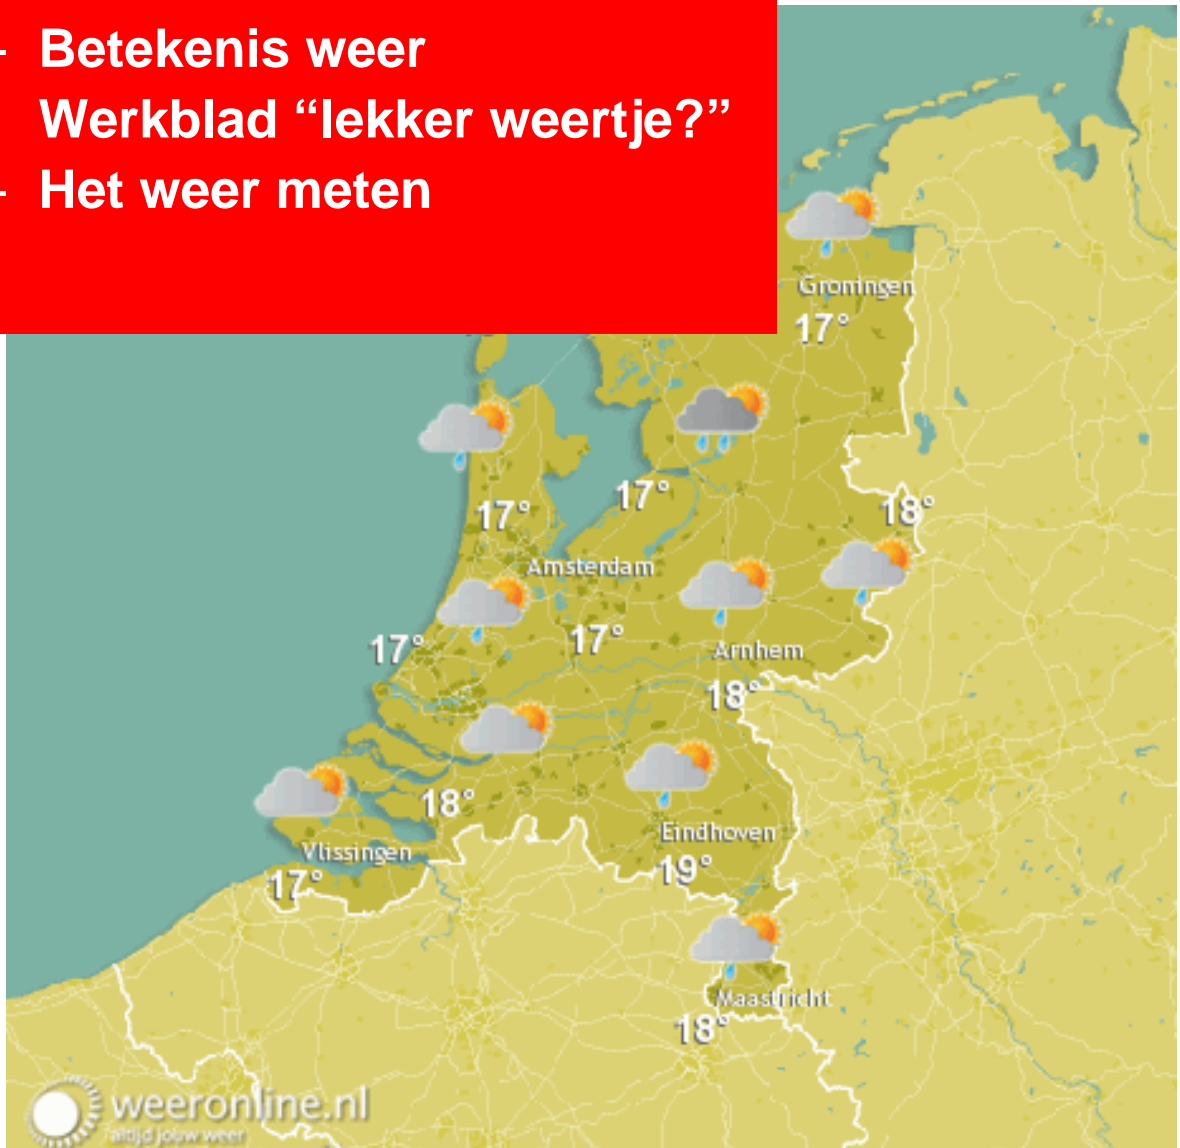 - Betekenis weer
Werkblad “lekker weertje?”
- Het weer meten
Groningen
17°
17°
17°
18°
Amsterdam
17°
17°
Arnhem
18°
18°
Eindhoven
19°
Vlissingen
17°
Maastricht
18°
weeronline.nl
altijd jouw weer